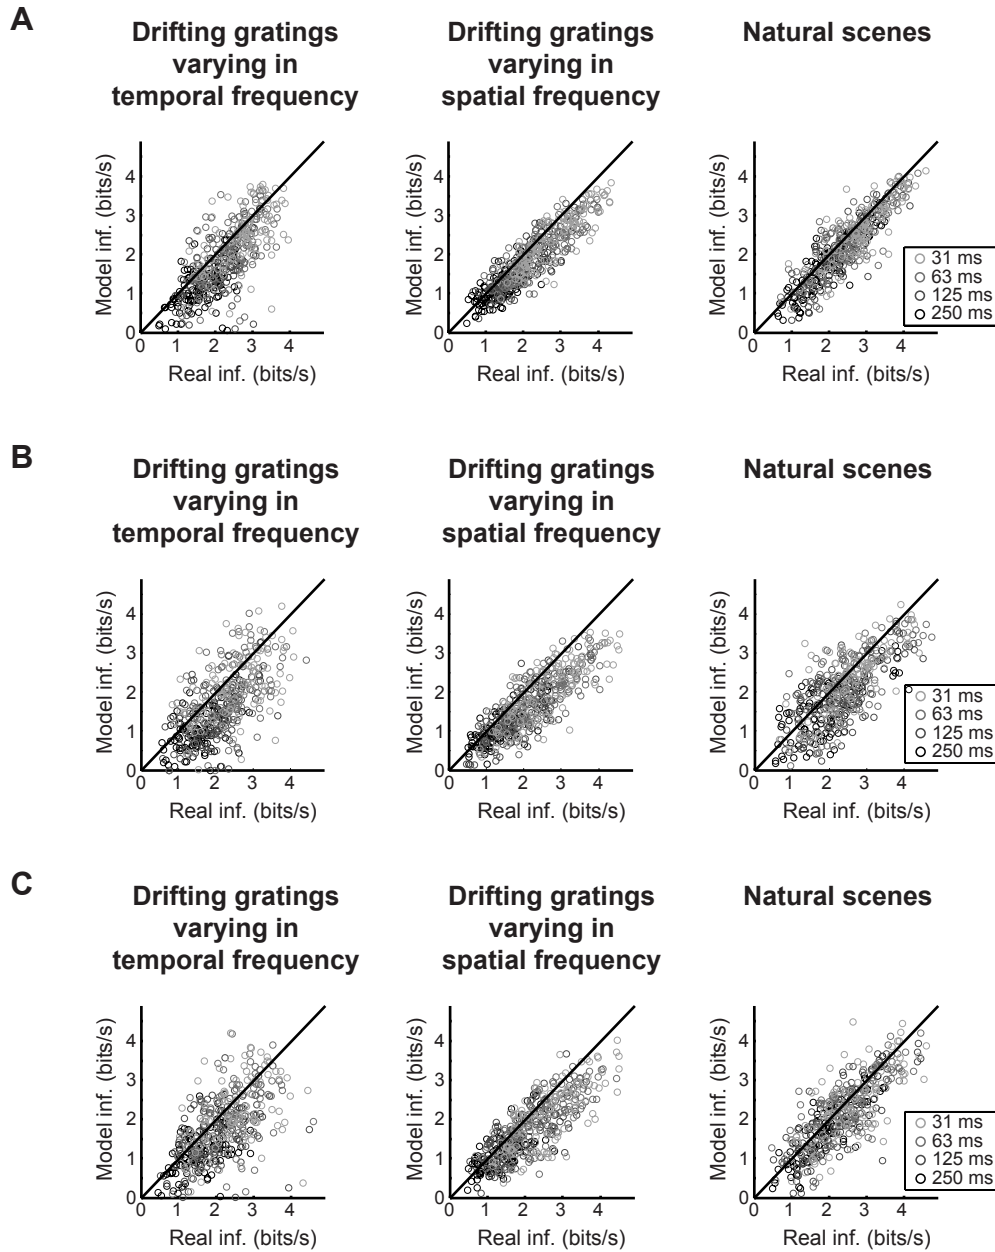 A
Drifting gratings
varying in
temporal frequency
Drifting gratings
varying in
spatial frequency
Natural scenes
Model inf. (bits/s)
4
3
2
1
0
0 1 2 3 4
Real inf. (bits/s)
Model inf. (bits/s)
4
3
2
1
0
0 1 2 3 4
Real inf. (bits/s)
Model inf. (bits/s)
4
3
2
1
0
0 1 2 3 4
Real inf. (bits/s)
31 ms
63 ms
125 ms
250 ms
B
Drifting gratings
varying in
temporal frequency
Drifting gratings
varying in
spatial frequency
Natural scenes
Model inf. (bits/s)
4
3
2
1
0
0 1 2 3 4
Real inf. (bits/s)
Model inf. (bits/s)
4
3
2
1
0
0 1 2 3 4
Real inf. (bits/s)
Model inf. (bits/s)
4
3
2
1
0
0 1 2 3 4
Real inf. (bits/s)
31 ms
63 ms
125 ms
250 ms
C
Drifting gratings
varying in
temporal frequency
Drifting gratings
varying in
spatial frequency
Natural scenes
Model inf. (bits/s)
4
3
2
1
0
0 1 2 3 4
Real inf. (bits/s)
Model inf. (bits/s)
4
3
2
1
0
0 1 2 3 4
Real inf. (bits/s)
Model inf. (bits/s)
4
3
2
1
0
0 1 2 3 4
Real inf. (bits/s)
31 ms
63 ms
125 ms
250 ms